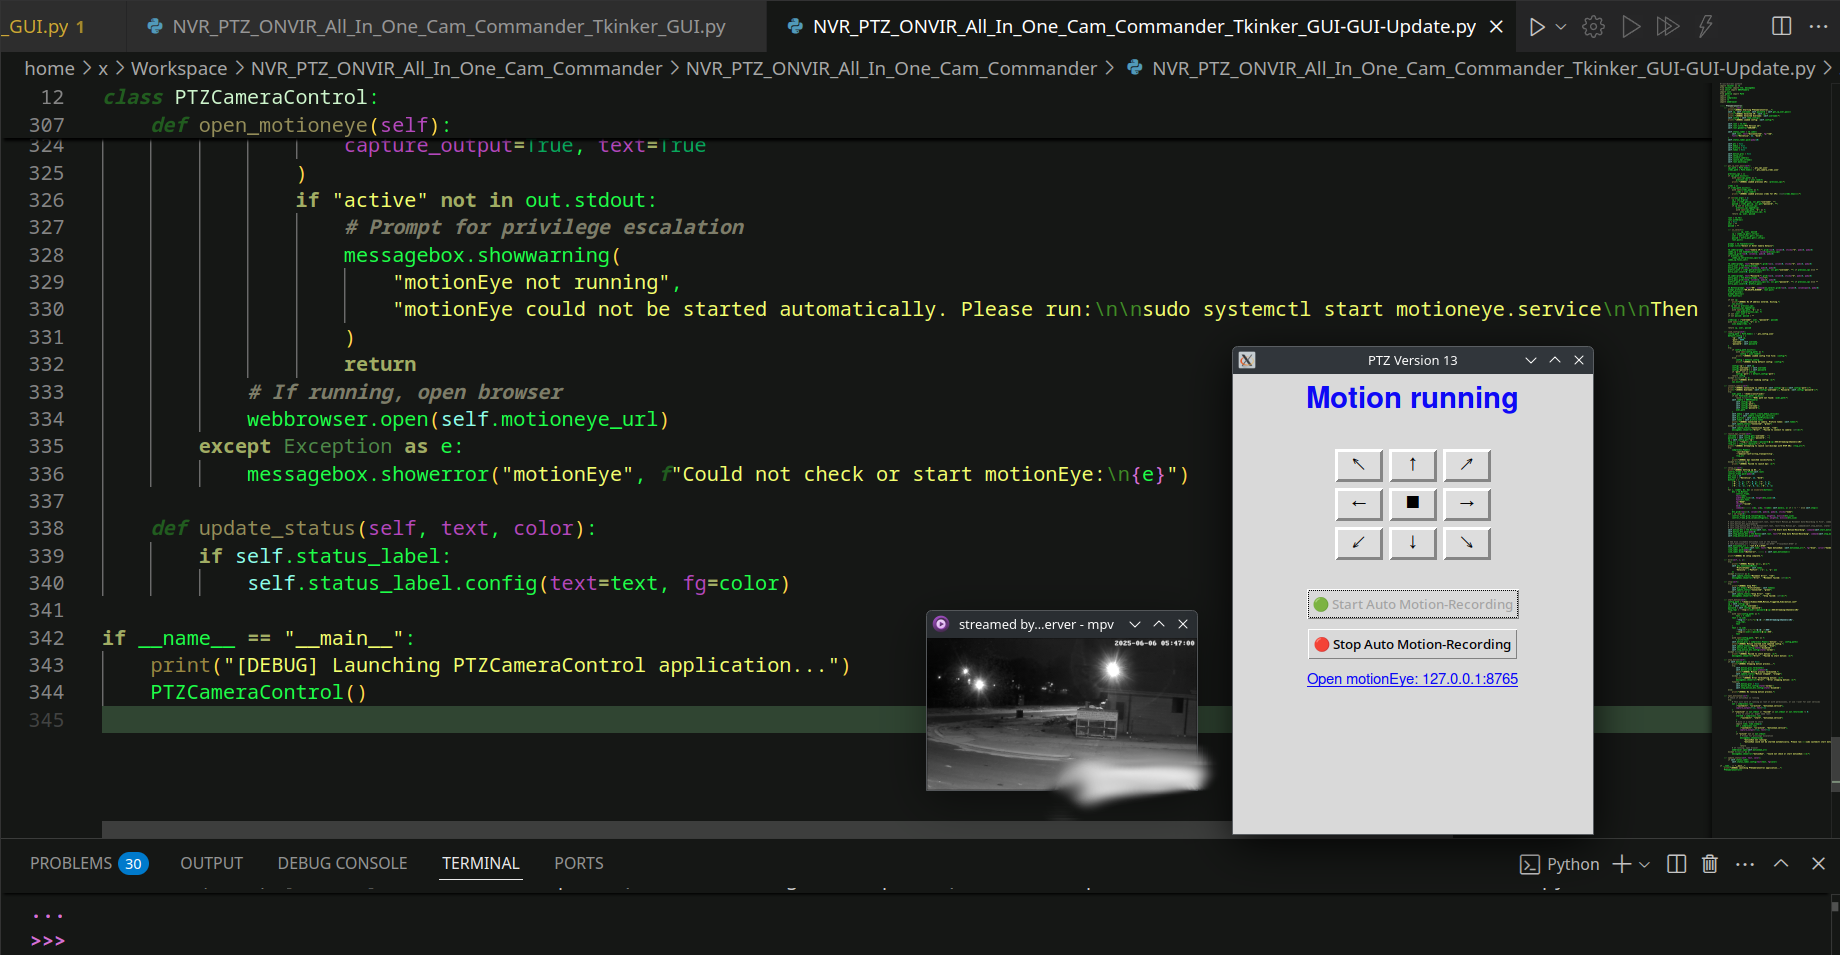 _GUI.py 1
NVR_PTZ_ONVIR_All_In_One_Cam_Commander_Tkinker_GUI.py
NVR_PTZ_ONVIR_All_In_One_Cam_Commander_Tkinker_GUI-GUI-Update.py
home > x > Workspace > NVR_PTZ_ONVIR_All_In_One_Cam_Commander > NVR_PTZ_ONVIR_All_In_One_Cam_Commander > NVR_PTZ_ONVIR_All_In_One_Cam_Commander_Tkinker_GUI-GUI-Update.py >
12 class PTZCameraControl:
307 def open_motioneye(self):
324 capture_output=True, text=True
325 )
326 if "active" not in out.stdout:
327 # Prompt for privilege escalation
328 messagebox.showwarning(
329 "motionEye not running",
330 "motionEye could not be started automatically. Please run:\n\nsudo systemctl start motioneye.service\n\nThen
331 )
332 return
333 # If running, open browser
334 webbrowser.open(self.motioneye_url)
335 except Exception as e:
336 messagebox.showerror("motionEye", f"Could not check or start motionEye:\n{e}")
337
338 def update_status(self, text, color):
339 if self.status_label:
340 self.status_label.config(text=text, fg=color)
341
342 if __name__ == "__main__":
343 print("[DEBUG] Launching PTZCameraControl application...")
344 PTZCameraControl()
345
streamed by...erver - mpv
2025-06-06 05:47:00
PTZ Version 13
Motion running
↖ ↑ ↗
← ■ →
↙ ↓ ↘
Start Auto Motion-Recording
Stop Auto Motion-Recording
Open motionEye: 127.0.0.1:8765
PROBLEMS 30 OUTPUT DEBUG CONSOLE TERMINAL PORTS
Python
...
>>>